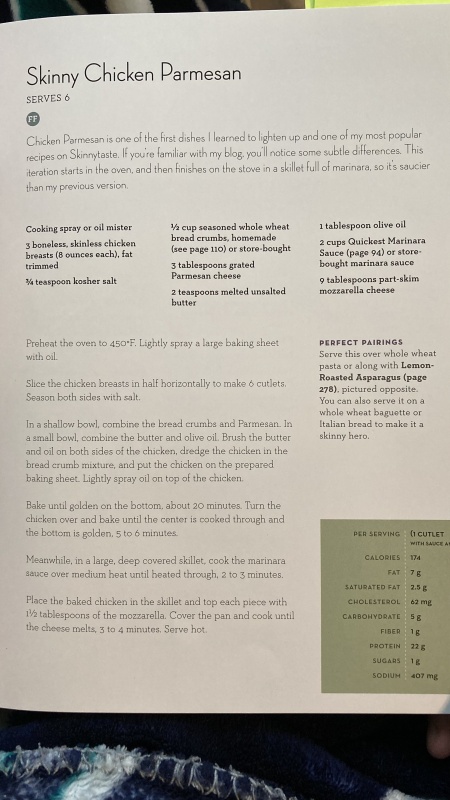 Skinny Chicken Parmesan
SERVES 6
FF
Chicken Parmesan is one of the first dishes I learned to lighten up and one of my most popular
recipes on Skinnytaste. If you're familiar with my blog, you'll notice some subtle differences. This
iteration starts in the oven, and then finishes on the stove in a skillet full of marinara, so it's saucier
than my previous version.
Cooking spray or oil mister
3 boneless, skinless chicken
breasts (8 ounces each), fat
trimmed
¾ teaspoon kosher salt
½ cup seasoned whole wheat
bread crumbs, homemade
(see page 110) or store-bought
3 tablespoons grated
Parmesan cheese
2 teaspoons melted unsalted
butter
1 tablespoon olive oil
2 cups Quickest Marinara
Sauce (page 94) or store-
bought marinara sauce
9 tablespoons part-skim
mozzarella cheese
Preheat the oven to 450°F. Lightly spray a large baking sheet
with oil.
Slice the chicken breasts in half horizontally to make 6 cutlets.
Season both sides with salt.
In a shallow bowl, combine the bread crumbs and Parmesan. In
a small bowl, combine the butter and olive oil. Brush the butter
and oil on both sides of the chicken, dredge the chicken in the
bread crumb mixture, and put the chicken on the prepared
baking sheet. Lightly spray oil on top of the chicken.
Bake until golden on the bottom, about 20 minutes. Turn the
chicken over and bake until the center is cooked through and
the bottom is golden, 5 to 6 minutes.
Meanwhile, in a large, deep covered skillet, cook the marinara
sauce over medium heat until heated through, 2 to 3 minutes.
Place the baked chicken in the skillet and top each piece with
1½ tablespoons of the mozzarella. Cover the pan and cook until
the cheese melts, 3 to 4 minutes. Serve hot.
PERFECT PAIRINGS
Serve this over whole wheat
pasta or along with Lemon-
Roasted Asparagus (page
278), pictured opposite.
You can also serve it on a
whole wheat baguette or
Italian bread to make it a
skinny hero.
PER SERVING (1 CUTLET
WITH SAUCE
CALORIES 174
FAT 7 g
SATURATED FAT 2.5 g
CHOLESTEROL 62 mg
CARBOHYDRATE 5 g
FIBER 1 g
PROTEIN 22 g
SUGARS 1 g
SODIUM 407 mg